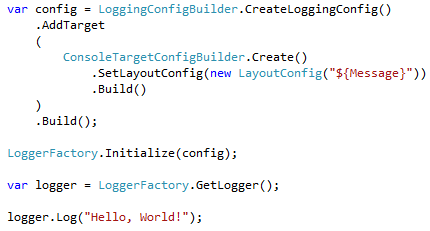 var config = LoggingConfigBuilder.CreateLoggingConfig()
    .AddTarget
    (
        ConsoleTargetConfigBuilder.Create()
            .SetLayoutConfig(new LayoutConfig("${Message}"))
            .Build()
    )
    .Build();

LoggerFactory.Initialize(config);

var logger = LoggerFactory.GetLogger();

logger.Log("Hello, World!");